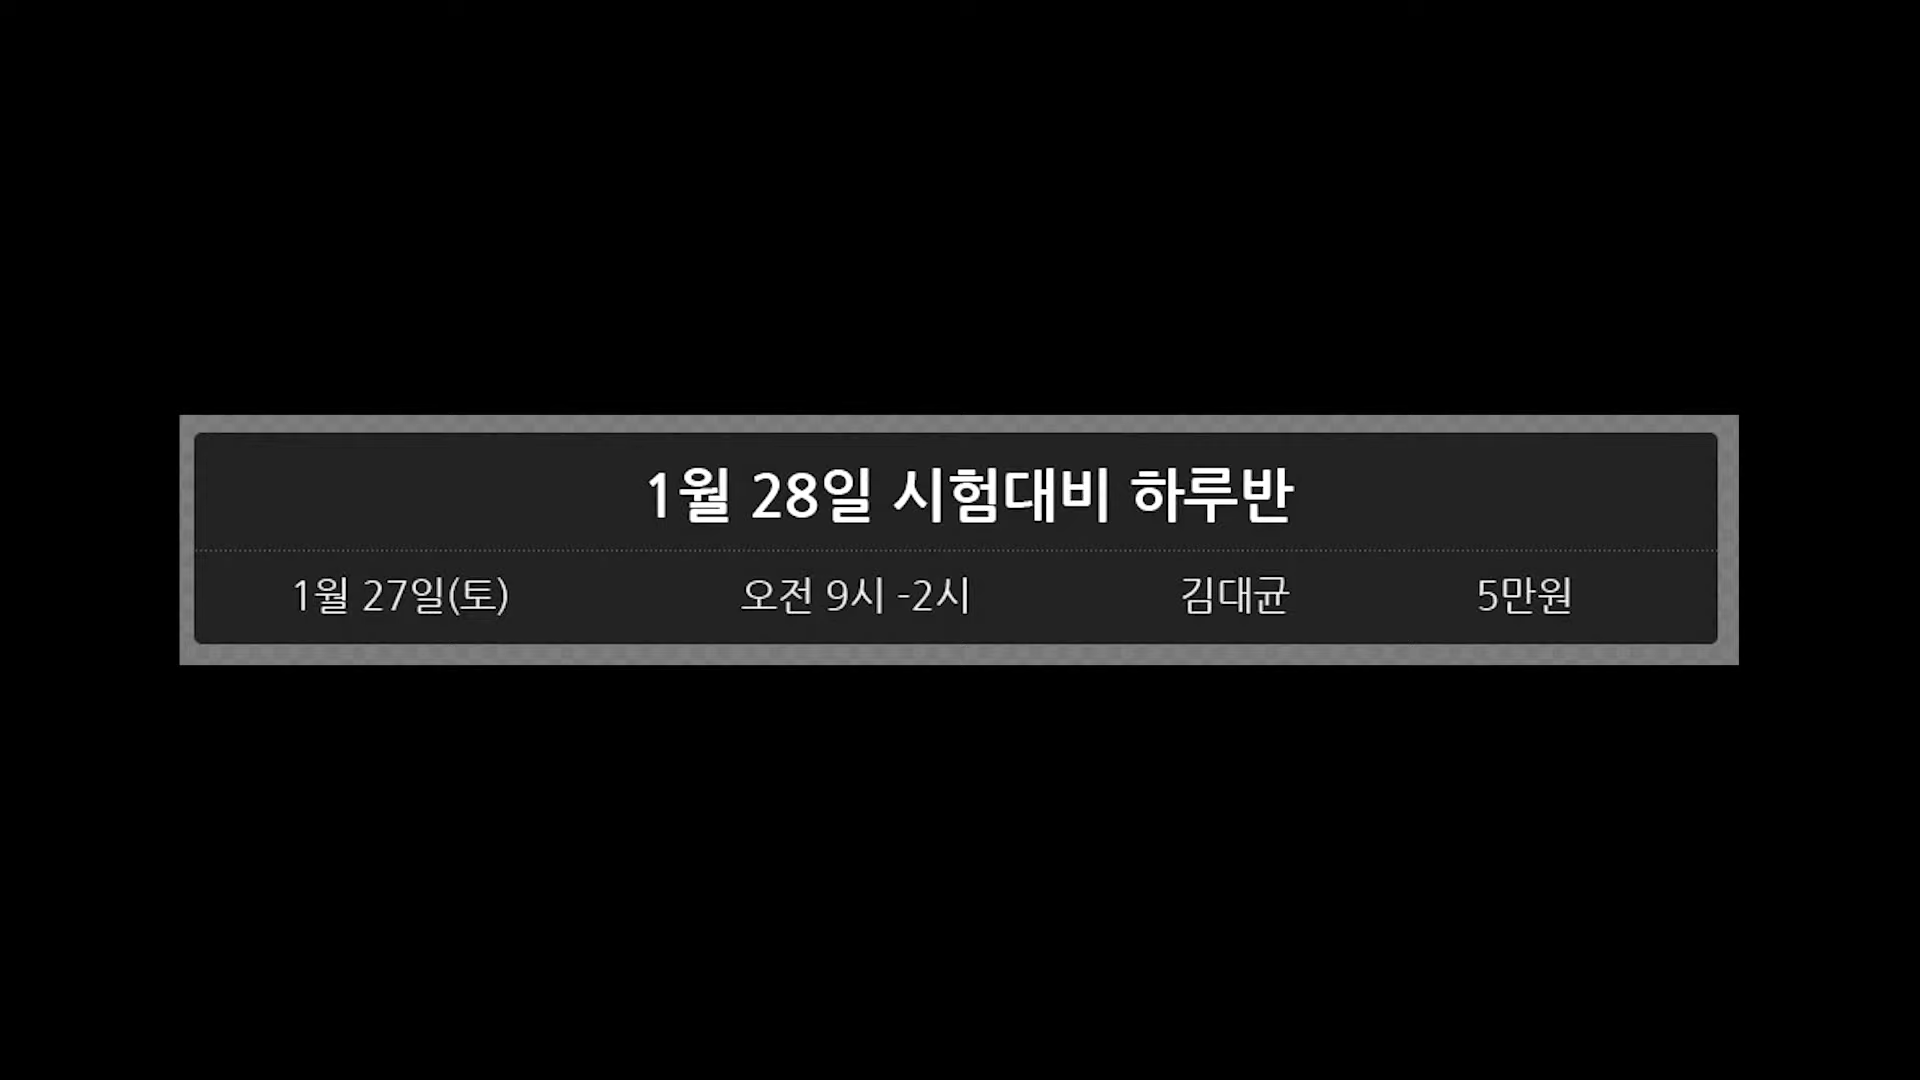 1월 28일 시험대비 하루반
1월 27일(토) 오전 9시 -2시 김대균 5만원